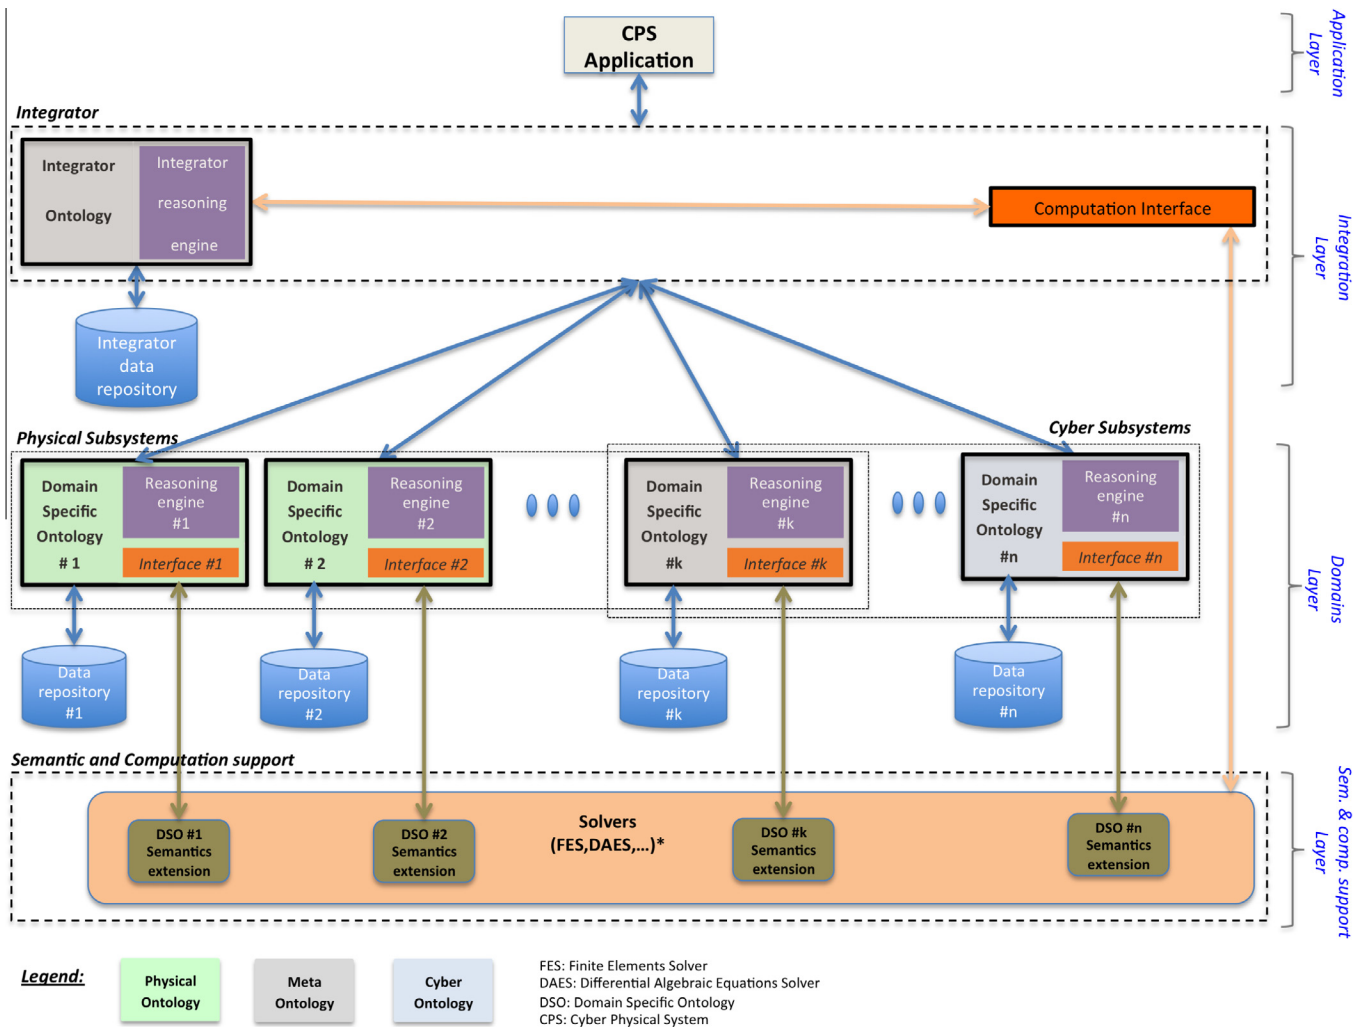 CPS
Application
Application
Layer
Integrator
Integrator
Ontology
Integrator
reasoning
engine
Computation Interface
Integration
Layer
Integrator
data
repository
Physical Subsystems
Cyber Subsystems
Domain
Specific
Ontology
# 1
Reasoning
engine
#1
Interface #1
Domain
Specific
Ontology
# 2
Reasoning
engine
#2
Interface #2
Domain
Specific
Ontology
#k
Reasoning
engine
#k
Interface #k
Domain
Specific
Ontology
#n
Reasoning
engine
#n
Interface #n
Domains
Layer
Data
repository
#1
Data
repository
#2
Data
repository
#k
Data
repository
#n
Semantic and Computation support
DSO #1
Semantics
extension
DSO #2
Semantics
extension
Solvers
(FES,DAES,...)*
DSO #k
Semantics
extension
DSO #n
Semantics
extension
Sem. & comp. support
Layer
Legend:
Physical
Ontology
Meta
Ontology
Cyber
Ontology
FES: Finite Elements Solver
DAES: Differential Algebraic Equations Solver
DSO: Domain Specific Ontology
CPS: Cyber Physical System